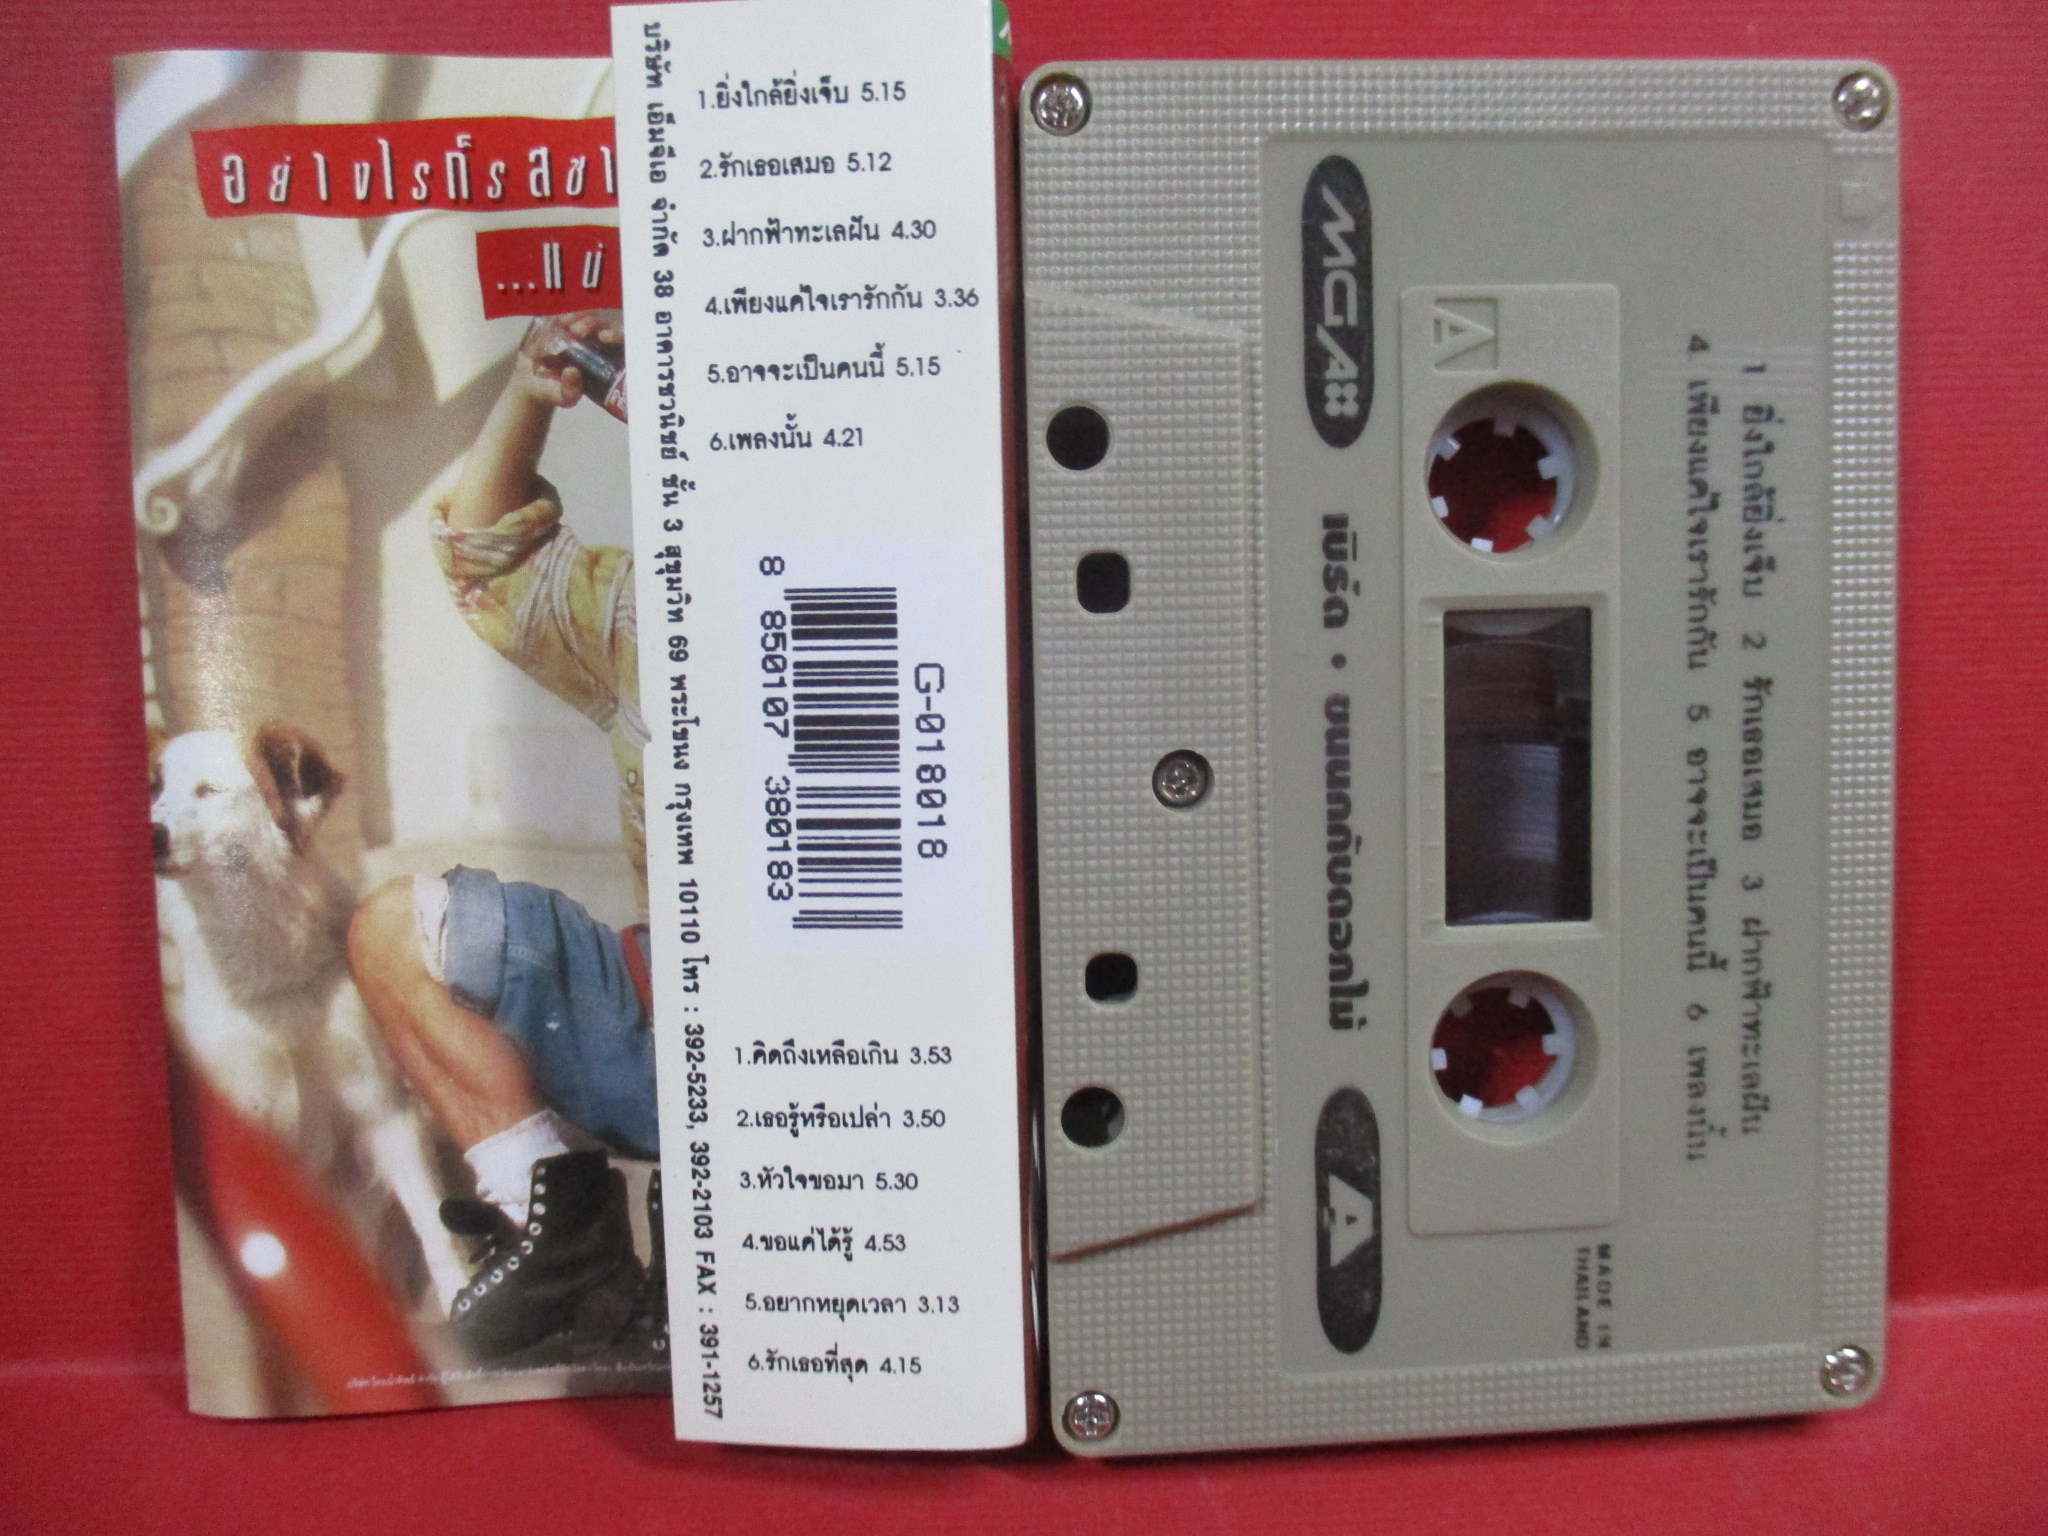 อย่างไรก็รสซา
...แน่
บริษัท เอ็มจีเอ จำกัด 38 อาคารชวนิชย์ ชั้น 3 สุขุมวิท 69 พระโขนง กรุงเทพ 10110 โทร : 392-5233, 392-2103 FAX : 391-1257
1.ยิ่งใกล้ยิ่งเจ็บ 5.15
2.รักเธอเสมอ 5.12
3.ฝากฟ้าทะเลฝัน 4.30
4.เพียงแค่ใจเรารักกัน 3.36
5.อาจจะเป็นคนนี้ 5.15
6.เพลงนั้น 4.21
G-018018
8 850107 380183
1.คิดถึงเหลือเกิน 3.53
2.เธอรู้หรือเปล่า 3.50
3.หัวใจขอมา 5.30
4.ขอแค่ได้รู้ 4.53
5.อยากหยุดเวลา 3.13
6.รักเธอที่สุด 4.15
1 ยิ่งใกล้ยิ่งเจ็บ 2 รักเธอเสมอ 3 ฝากฟ้าทะเลฝัน
4 เพียงแค่ใจเรารักกัน 5 อาจจะเป็นคนนี้ 6 เพลงนั้น
A
MADE IN
THAILAND
MGA เบิร์ด • ขนนกกับดอกไม้ A